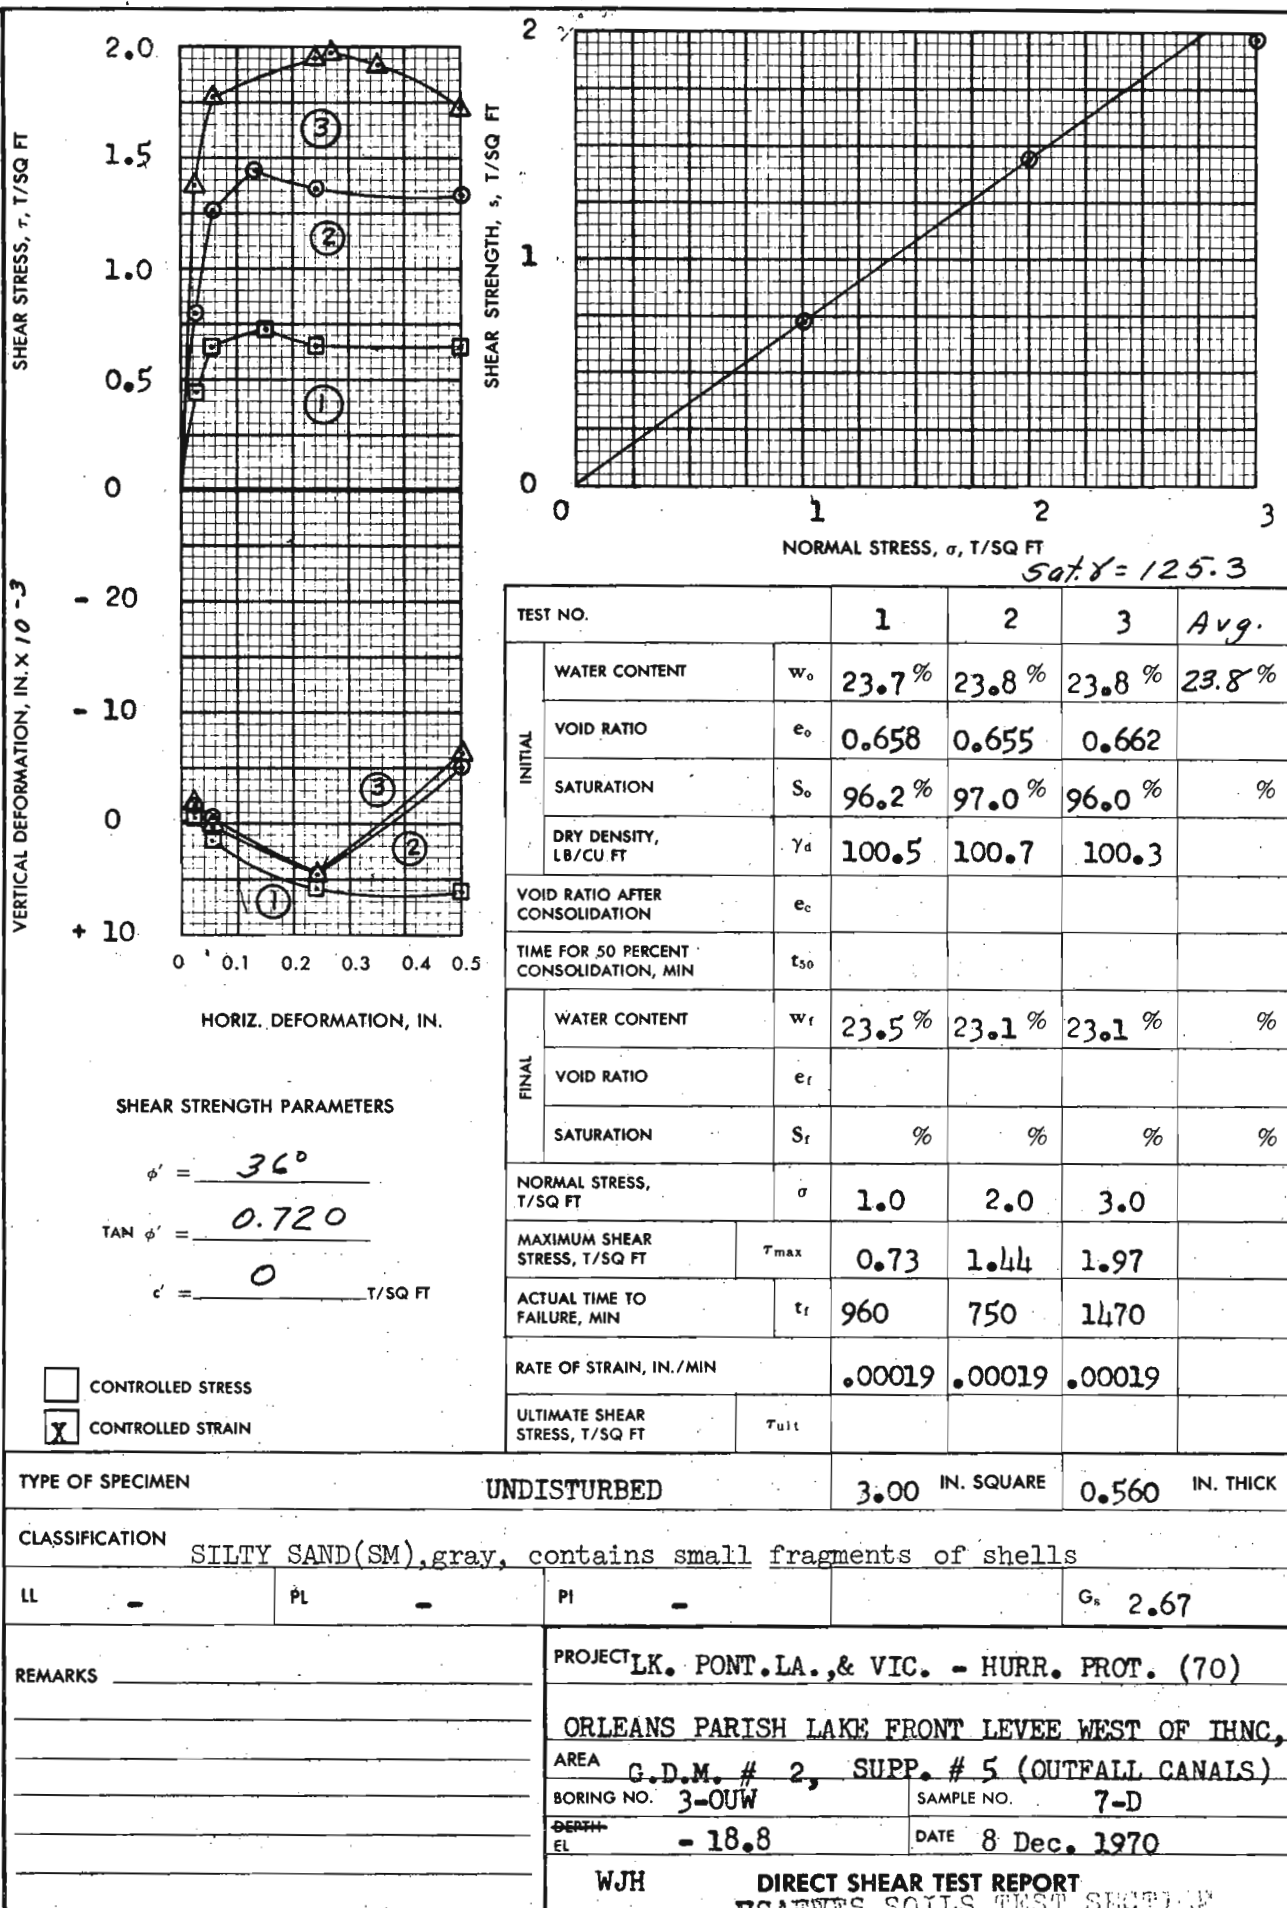 2.0
1.5
1.0
0.5
0
SHEAR STRESS, τ, T/SQ FT
③
②
①
- 20
- 10
0
+ 10
VERTICAL DEFORMATION, IN. X 10 -3
③
②
①
0 0.1 0.2 0.3 0.4 0.5
HORIZ. DEFORMATION, IN.
2
1
0
SHEAR STRENGTH, s, T/SQ FT
0 1 2 3
NORMAL STRESS, σ, T/SQ FT
Sat. γ = 125.3
SHEAR STRENGTH PARAMETERS
φ′ = 36°
TAN φ′ = 0.720
c′ = 0 T/SQ FT
CONTROLLED STRESS
X CONTROLLED STRAIN
TEST NO. 1 2 3 Avg.
INITIAL
WATER CONTENT w₀ 23.7 % 23.8 % 23.8 % 23.8 %
VOID RATIO e₀ 0.658 0.655 0.662
SATURATION S₀ 96.2 % 97.0 % 96.0 % %
DRY DENSITY, LB/CU FT γd 100.5 100.7 100.3
VOID RATIO AFTER CONSOLIDATION ec
TIME FOR 50 PERCENT CONSOLIDATION, MIN t50
FINAL
WATER CONTENT wf 23.5 % 23.1 % 23.1 % %
VOID RATIO ef
SATURATION Sf % % % %
NORMAL STRESS, T/SQ FT σ 1.0 2.0 3.0
MAXIMUM SHEAR STRESS, T/SQ FT τmax 0.73 1.44 1.97
ACTUAL TIME TO FAILURE, MIN tf 960 750 1470
RATE OF STRAIN, IN./MIN .00019 .00019 .00019
ULTIMATE SHEAR STRESS, T/SQ FT τult
TYPE OF SPECIMEN UNDISTURBED 3.00 IN. SQUARE 0.560 IN. THICK
CLASSIFICATION SILTY SAND(SM),gray, contains small fragments of shells
LL - PL - PI - Gs 2.67
REMARKS
PROJECT LK. PONT.LA.,& VIC. - HURR. PROT. (70)
ORLEANS PARISH LAKE FRONT LEVEE WEST OF IHNC,
AREA G.D.M. # 2, SUPP. # 5 (OUTFALL CANALS)
BORING NO. 3-OUW SAMPLE NO. 7-D
DEPTH EL - 18.8 DATE 8 Dec. 1970
WJH DIRECT SHEAR TEST REPORT
SOILS TEST SECTION